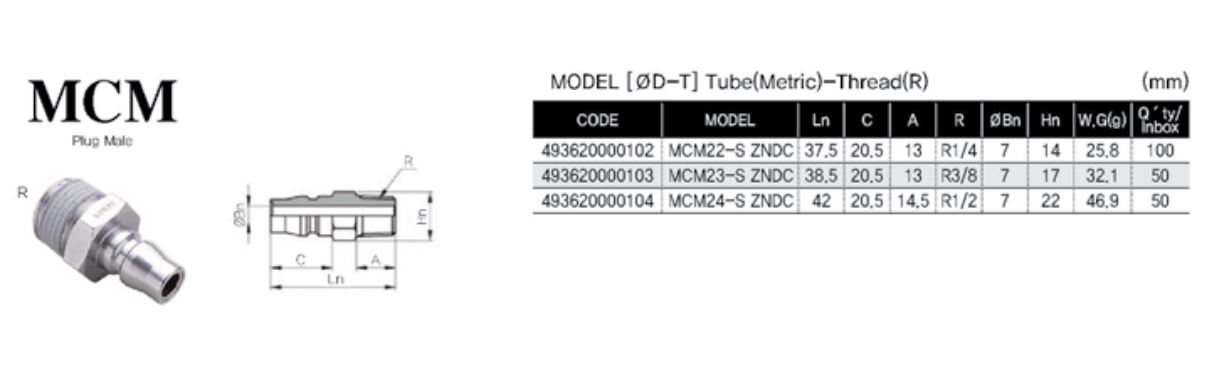 MCM
Plug Male
R
R
ØBn
Hn
C
A
Ln
MODEL [ØD-T] Tube(Metric)-Thread(R) (mm)
CODE MODEL Ln C A R ØBn Hn W.G(g) Q´ty/Inbox
493620000102 MCM22-S ZNDC 37.5 20.5 13 R1/4 7 14 25.8 100
493620000103 MCM23-S ZNDC 38.5 20.5 13 R3/8 7 17 32.1 50
493620000104 MCM24-S ZNDC 42 20.5 14.5 R1/2 7 22 46.9 50